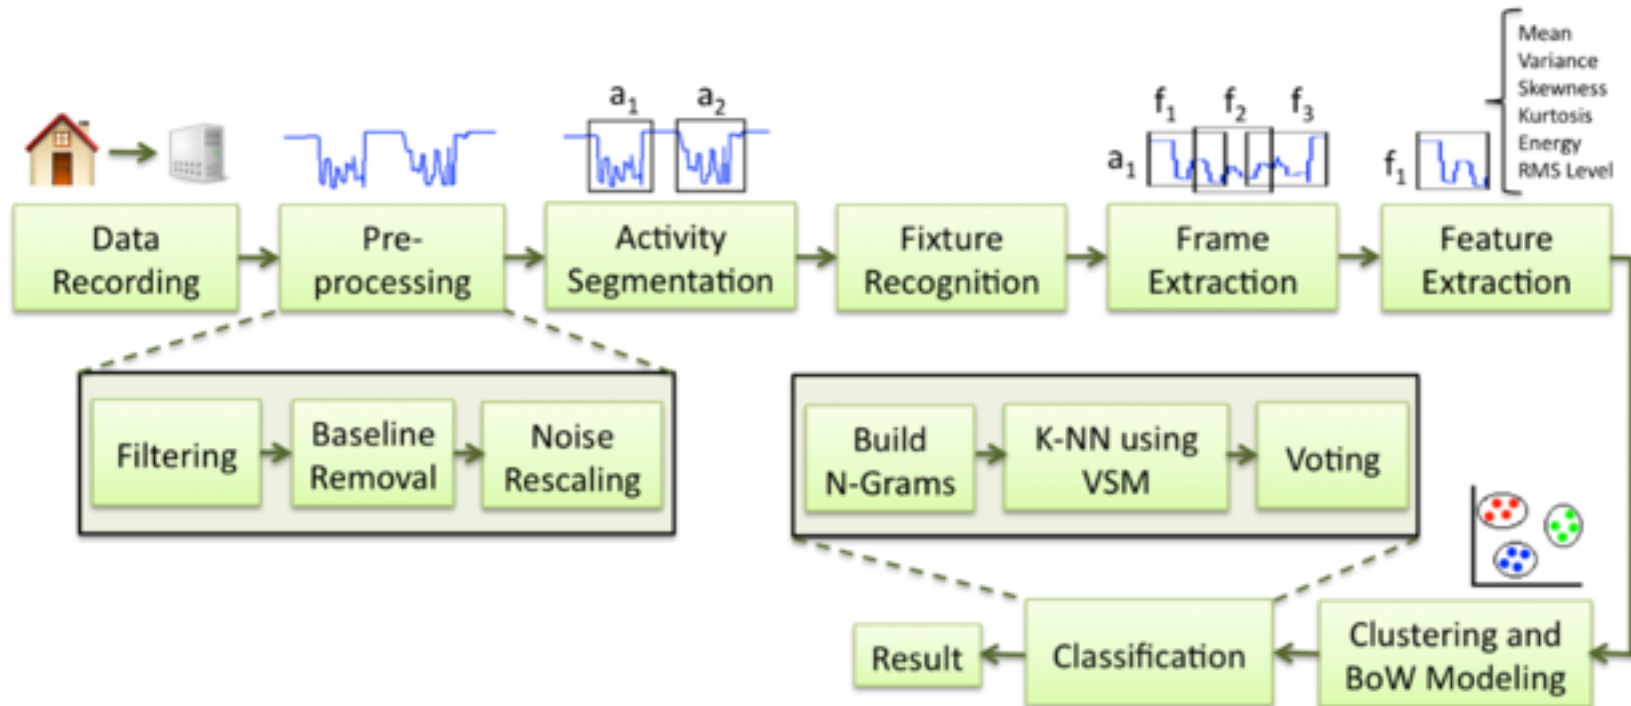 Mean
Variance
Skewness
Kurtosis
Energy
RMS Level
a1 a2
f1 f2 f3
a1
f1
Data
Recording
Pre-
processing
Activity
Segmentation
Fixture
Recognition
Frame
Extraction
Feature
Extraction
Filtering
Baseline
Removal
Noise
Rescaling
Build
N-Grams
K-NN using
VSM
Voting
Result
Classification
Clustering and
BoW Modeling